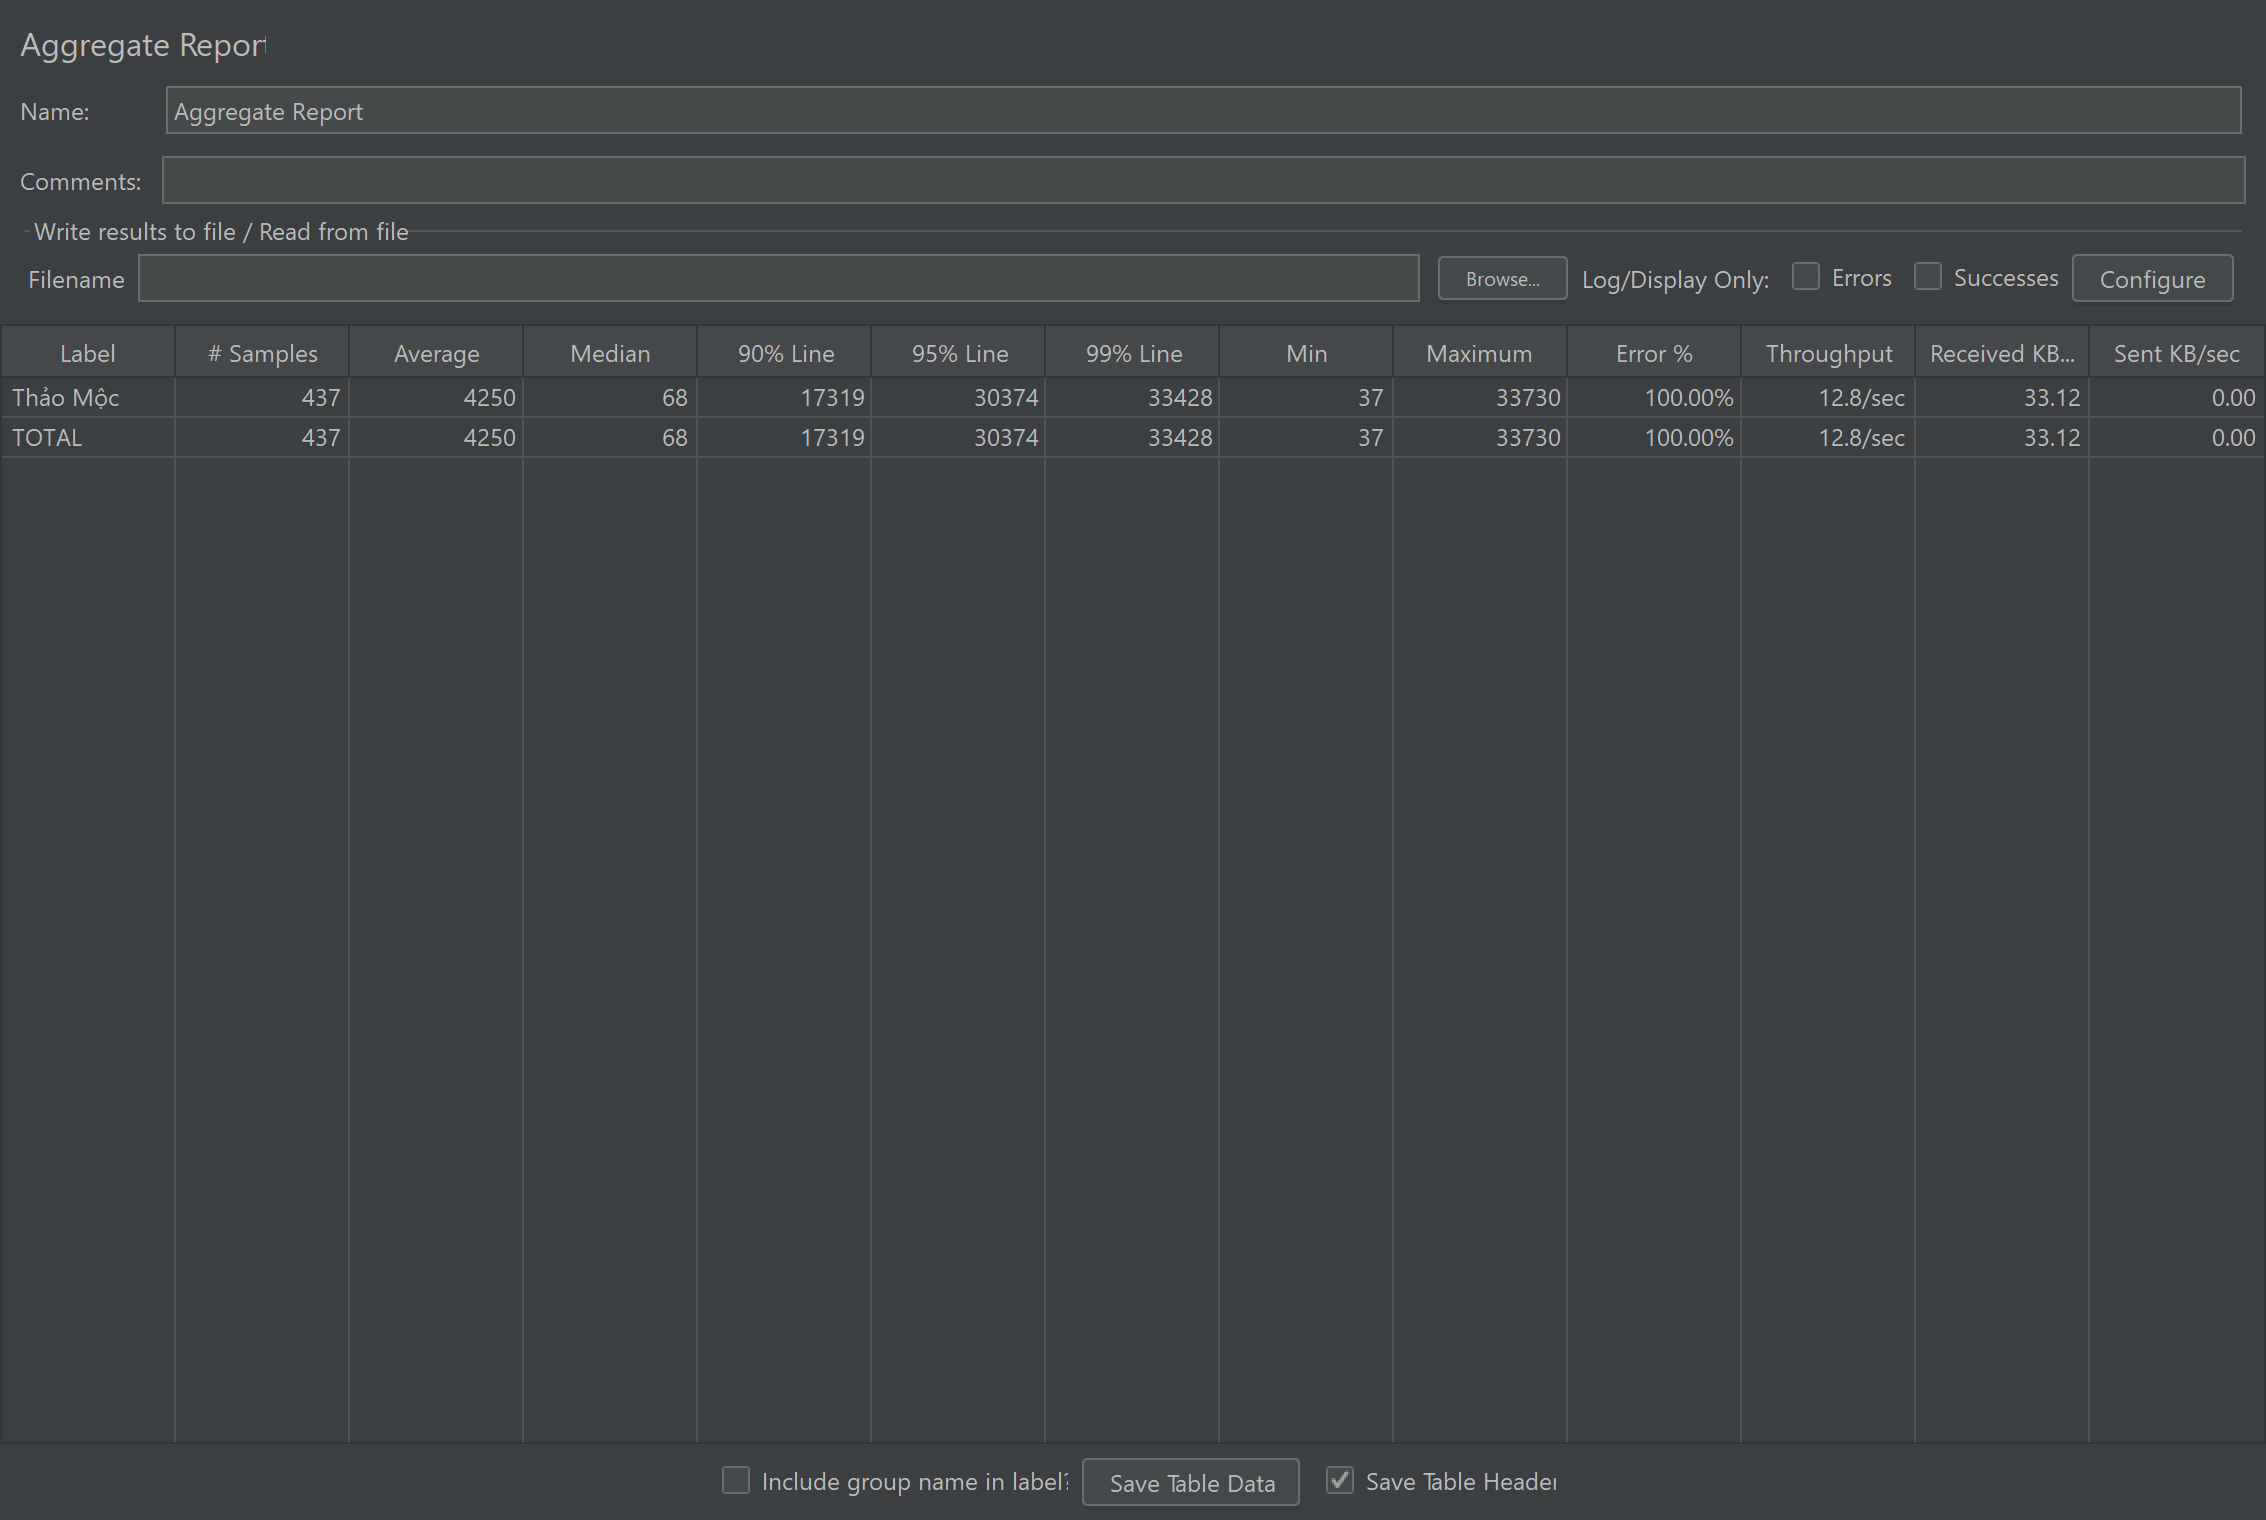 Aggregate Report
Name: Aggregate Report
Comments:
Write results to file / Read from file
Filename Browse... Log/Display Only: Errors Successes Configure
Label # Samples Average Median 90% Line 95% Line 99% Line Min Maximum Error % Throughput Received KB... Sent KB/sec
Thảo Mộc 437 4250 68 17319 30374 33428 37 33730 100.00% 12.8/sec 33.12 0.00
TOTAL 437 4250 68 17319 30374 33428 37 33730 100.00% 12.8/sec 33.12 0.00
Include group name in label? Save Table Data Save Table Header